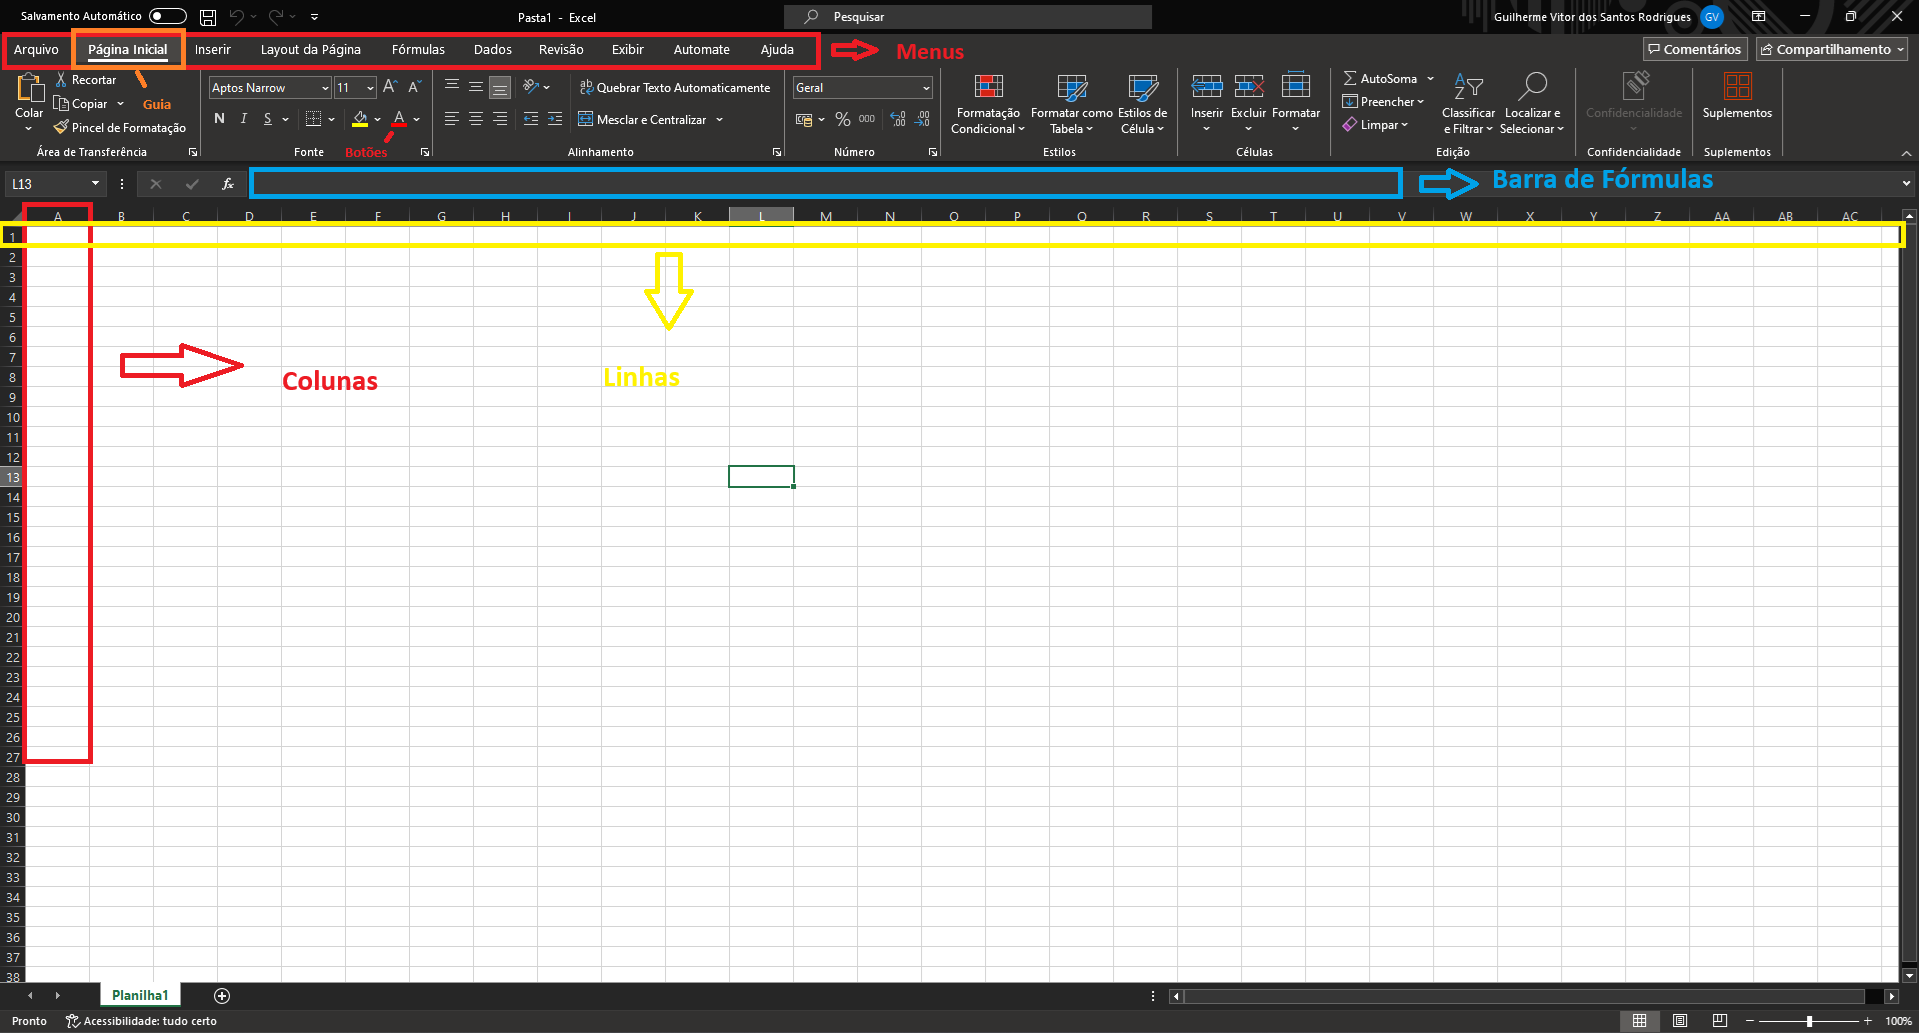 Salvamento Automático
Pasta1 - Excel
Pesquisar
Guilherme Vitor dos Santos Rodrigues
GV
Arquivo
Página Inicial
Inserir
Layout da Página
Fórmulas
Dados
Revisão
Exibir
Automate
Ajuda
Menus
Comentários
Compartilhamento
Colar
Recortar
Copiar
Pincel de Formatação
Guia
Área de Transferência
Aptos Narrow
11
N I S
Fonte
Botões
Quebrar Texto Automaticamente
Mesclar e Centralizar
Alinhamento
Geral
% 000
Número
Formatação
Condicional
Formatar como
Tabela
Estilos de
Célula
Estilos
Inserir
Excluir
Formatar
Células
AutoSoma
Preencher
Limpar
Classificar
e Filtrar
Localizar e
Selecionar
Edição
Confidencialidade
Confidencialidade
Suplementos
Suplementos
L13
fx
Barra de Fórmulas
A B C D E F G H I J K L M N O P Q R S T U V W X Y Z AA AB AC
1
2
3
4
5
6
7
8
9
10
11
12
13
14
15
16
17
18
19
20
21
22
23
24
25
26
27
28
29
30
31
32
33
34
35
36
37
38
Colunas
Linhas
Planilha1
Pronto
Acessibilidade: tudo certo
100%